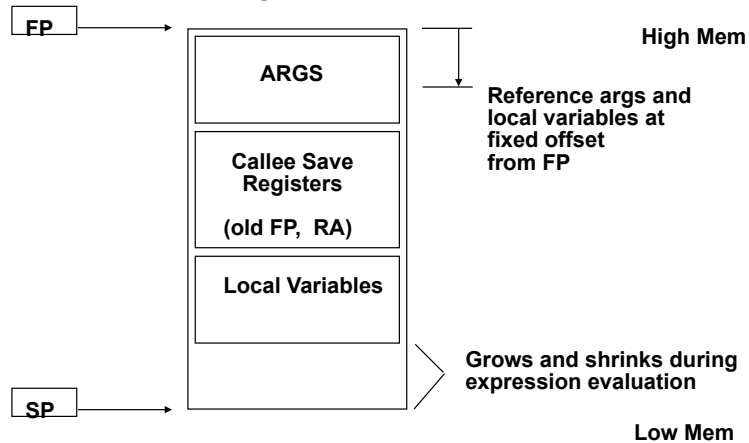 FP
High Mem
ARGS
Reference args and
local variables at
fixed offset
from FP
Callee Save
Registers
(old FP, RA)
Local Variables
Grows and shrinks during
expression evaluation
SP
Low Mem